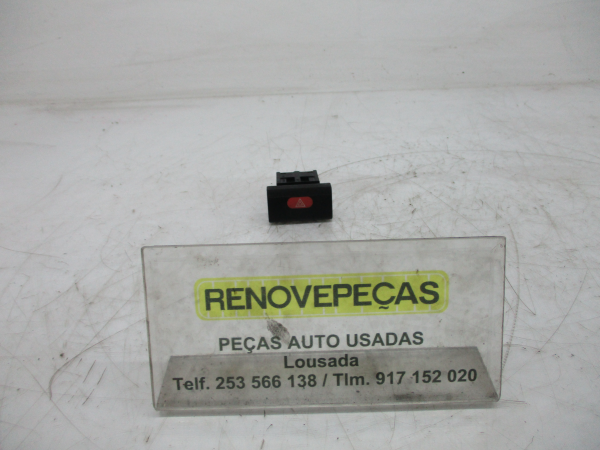 RENOVEPEÇAS
PEÇAS AUTO USADAS
Lousada
Telf. 253 566 138 / Tlm. 917 152 020